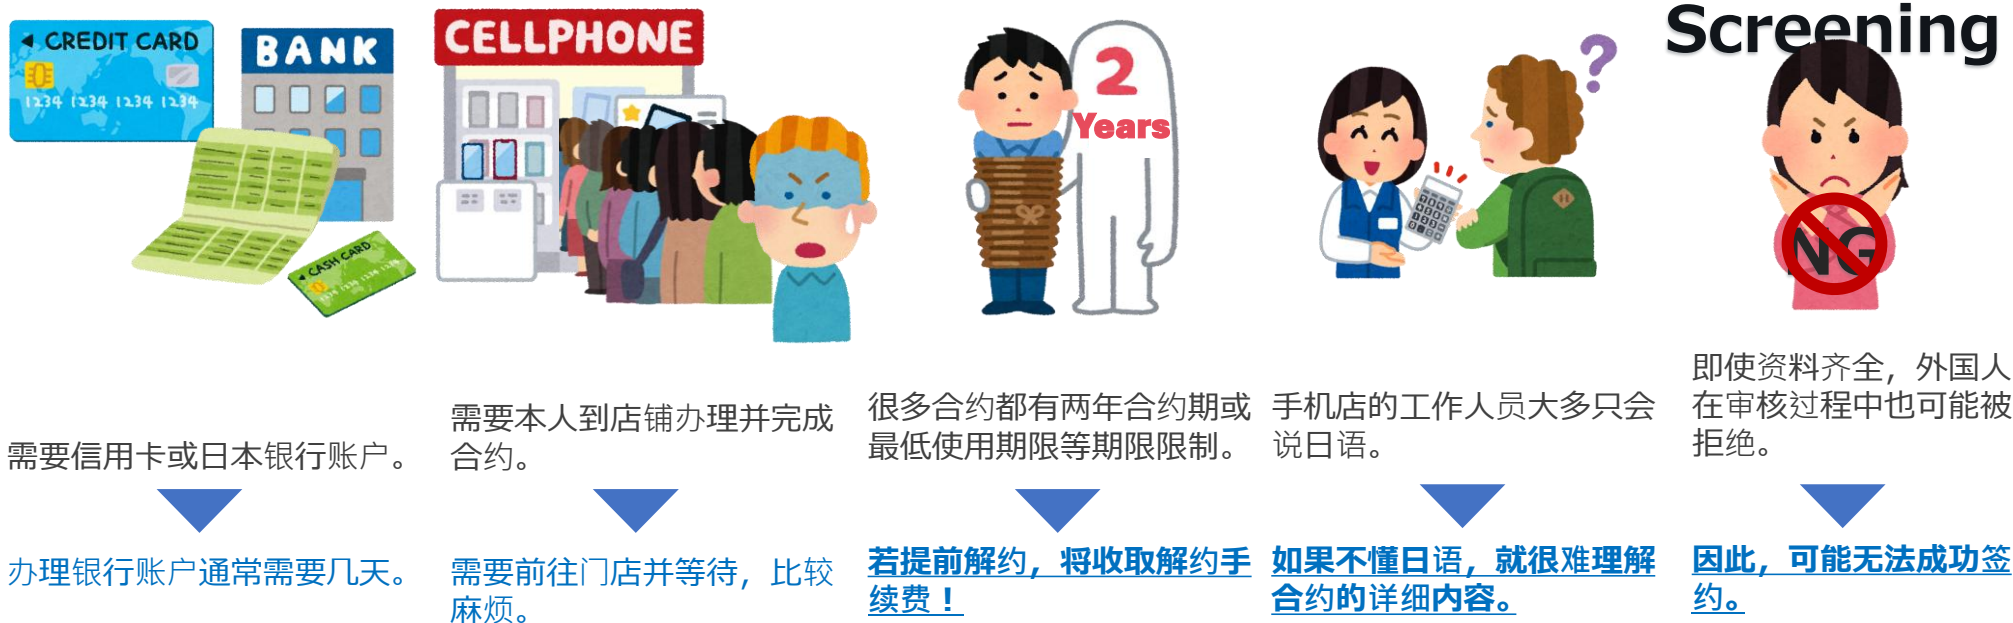 CREDIT CARD
1234 1234 1234 1234
BANK
CASH CARD
1234 1234 1234 1234
CELLPHONE
2
Years
?
Screening
NG
需要信用卡或日本银行账户。
办理银行账户通常需要几天。
需要本人到店铺办理并完成
合约。
需要前往门店并等待，比较
麻烦。
很多合约都有两年合约期或
最低使用期限等期限限制。
若提前解约，将收取解约手
续费！
手机店的工作人员大多只会
说日语。
如果不懂日语，就很难理解
合约的详细内容。
即使资料齐全，外国人
在审核过程中也可能被
拒绝。
因此，可能无法成功签
约。